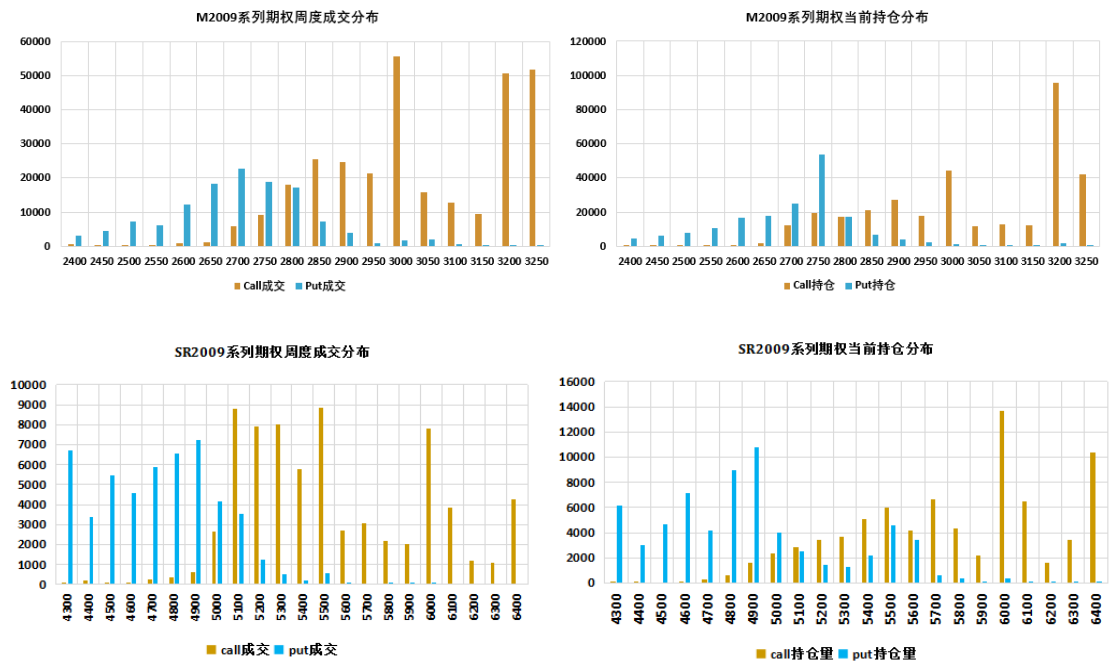 M2009系列期权周度成交分布
60000
50000
40000
30000
20000
10000
0
2400 2450 2500 2550 2600 2650 2700 2750 2800 2850 2900 2950 3000 3050 3100 3150 3200 3250
Call成交 Put成交
M2009系列期权当前持仓分布
120000
100000
80000
60000
40000
20000
0
2400 2450 2500 2550 2600 2650 2700 2750 2800 2850 2900 2950 3000 3050 3100 3150 3200 3250
Call持仓 Put持仓
SR2009系列期权周度成交分布
10000
9000
8000
7000
6000
5000
4000
3000
2000
1000
0
4300 4400 4500 4600 4700 4800 4900 5000 5100 5200 5300 5400 5500 5600 5700 5800 5900 6000 6100 6200 6300 6400
call成交 put成交
SR2009系列期权当前持仓分布
16000
14000
12000
10000
8000
6000
4000
2000
0
4300 4400 4500 4600 4700 4800 4900 5000 5100 5200 5300 5400 5500 5600 5700 5800 5900 6000 6100 6200 6300 6400
call持仓量 put持仓量